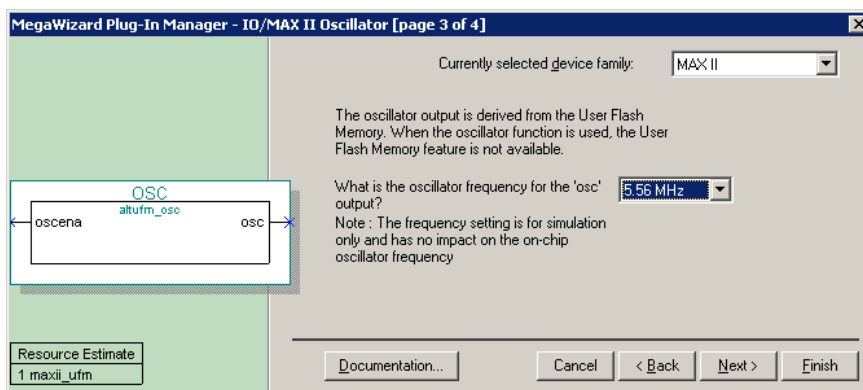 MegaWizard Plug-In Manager - IO/MAX II Oscillator [page 3 of 4]
Currently selected device family:
MAX II
The oscillator output is derived from the User Flash
Memory. When the oscillator function is used, the User
Flash Memory feature is not available.
What is the oscillator frequency for the 'osc'
output?
5.56 MHz
Note : The frequency setting is for simulation
only and has no impact on the on-chip
oscillator frequency
OSC
altufm_osc
oscena
osc
Resource Estimate
1 maxii_ufm
Documentation...
Cancel
< Back
Next >
Finish